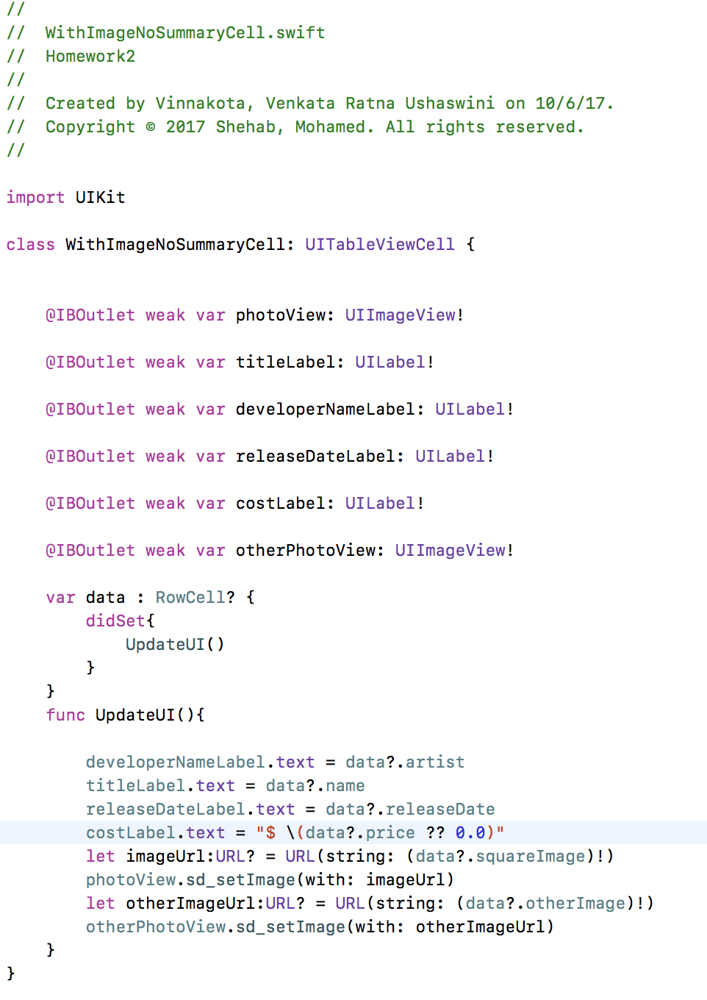 //
//  WithImageNoSummaryCell.swift
//  Homework2
//
//  Created by Vinnakota, Venkata Ratna Ushaswini on 10/6/17.
//  Copyright © 2017 Shehab, Mohamed. All rights reserved.
//

import UIKit

class WithImageNoSummaryCell: UITableViewCell {


    @IBOutlet weak var photoView: UIImageView!

    @IBOutlet weak var titleLabel: UILabel!

    @IBOutlet weak var developerNameLabel: UILabel!

    @IBOutlet weak var releaseDateLabel: UILabel!

    @IBOutlet weak var costLabel: UILabel!

    @IBOutlet weak var otherPhotoView: UIImageView!

    var data : RowCell? {
        didSet{
            UpdateUI()
        }
    }
    func UpdateUI(){

        developerNameLabel.text = data?.artist
        titleLabel.text = data?.name
        releaseDateLabel.text = data?.releaseDate
        costLabel.text = "$ \(data?.price ?? 0.0)"
        let imageUrl:URL? = URL(string: (data?.squareImage)!)
        photoView.sd_setImage(with: imageUrl)
        let otherImageUrl:URL? = URL(string: (data?.otherImage)!)
        otherPhotoView.sd_setImage(with: otherImageUrl)
    }
}